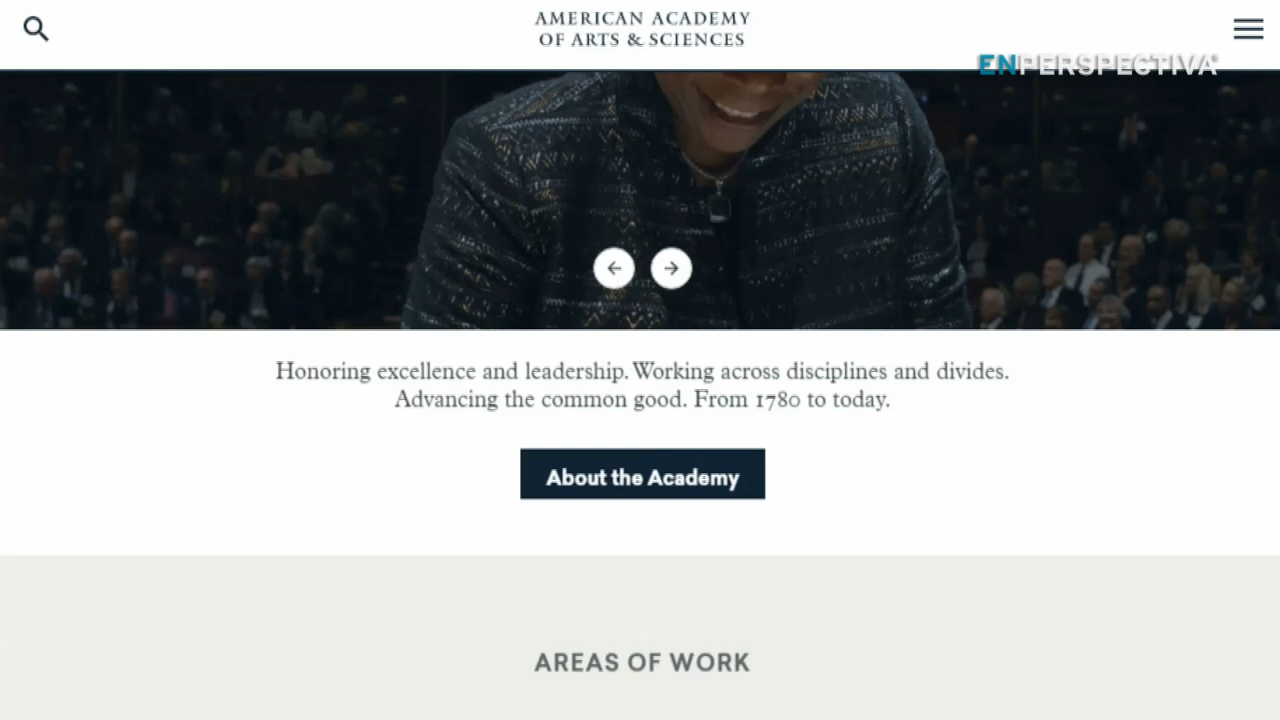 AMERICAN ACADEMY
OF ARTS & SCIENCES
ENPERSPECTIVA
Honoring excellence and leadership. Working across disciplines and divides.
Advancing the common good. From 1780 to today.
About the Academy
AREAS OF WORK